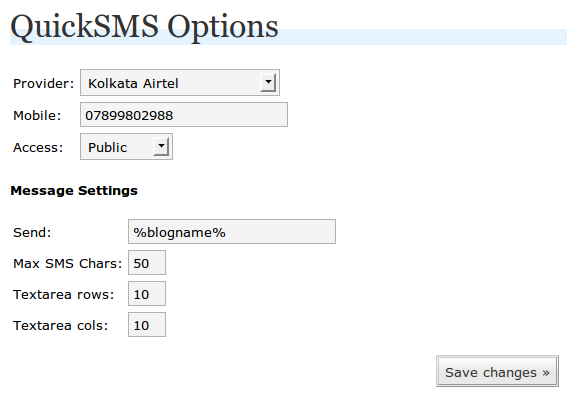 QuickSMS Options
Provider: Kolkata Airtel
Mobile: 07899802988
Access: Public
Message Settings
Send: %blogname%
Max SMS Chars: 50
Textarea rows: 10
Textarea cols: 10
Save changes »